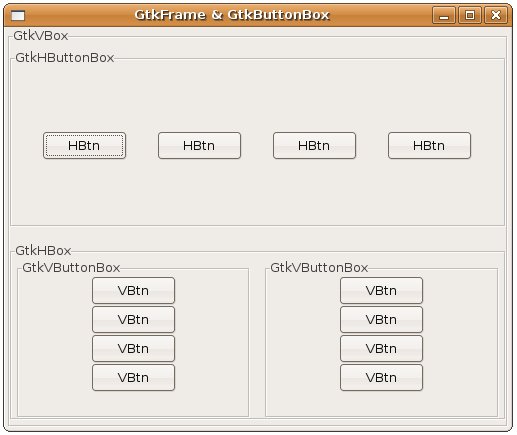 GtkFrame & GtkButtonBox
GtkVBox
GtkHButtonBox
HBtn HBtn HBtn HBtn
GtkHBox
GtkVButtonBox GtkVButtonBox
VBtn VBtn
VBtn VBtn
VBtn VBtn
VBtn VBtn